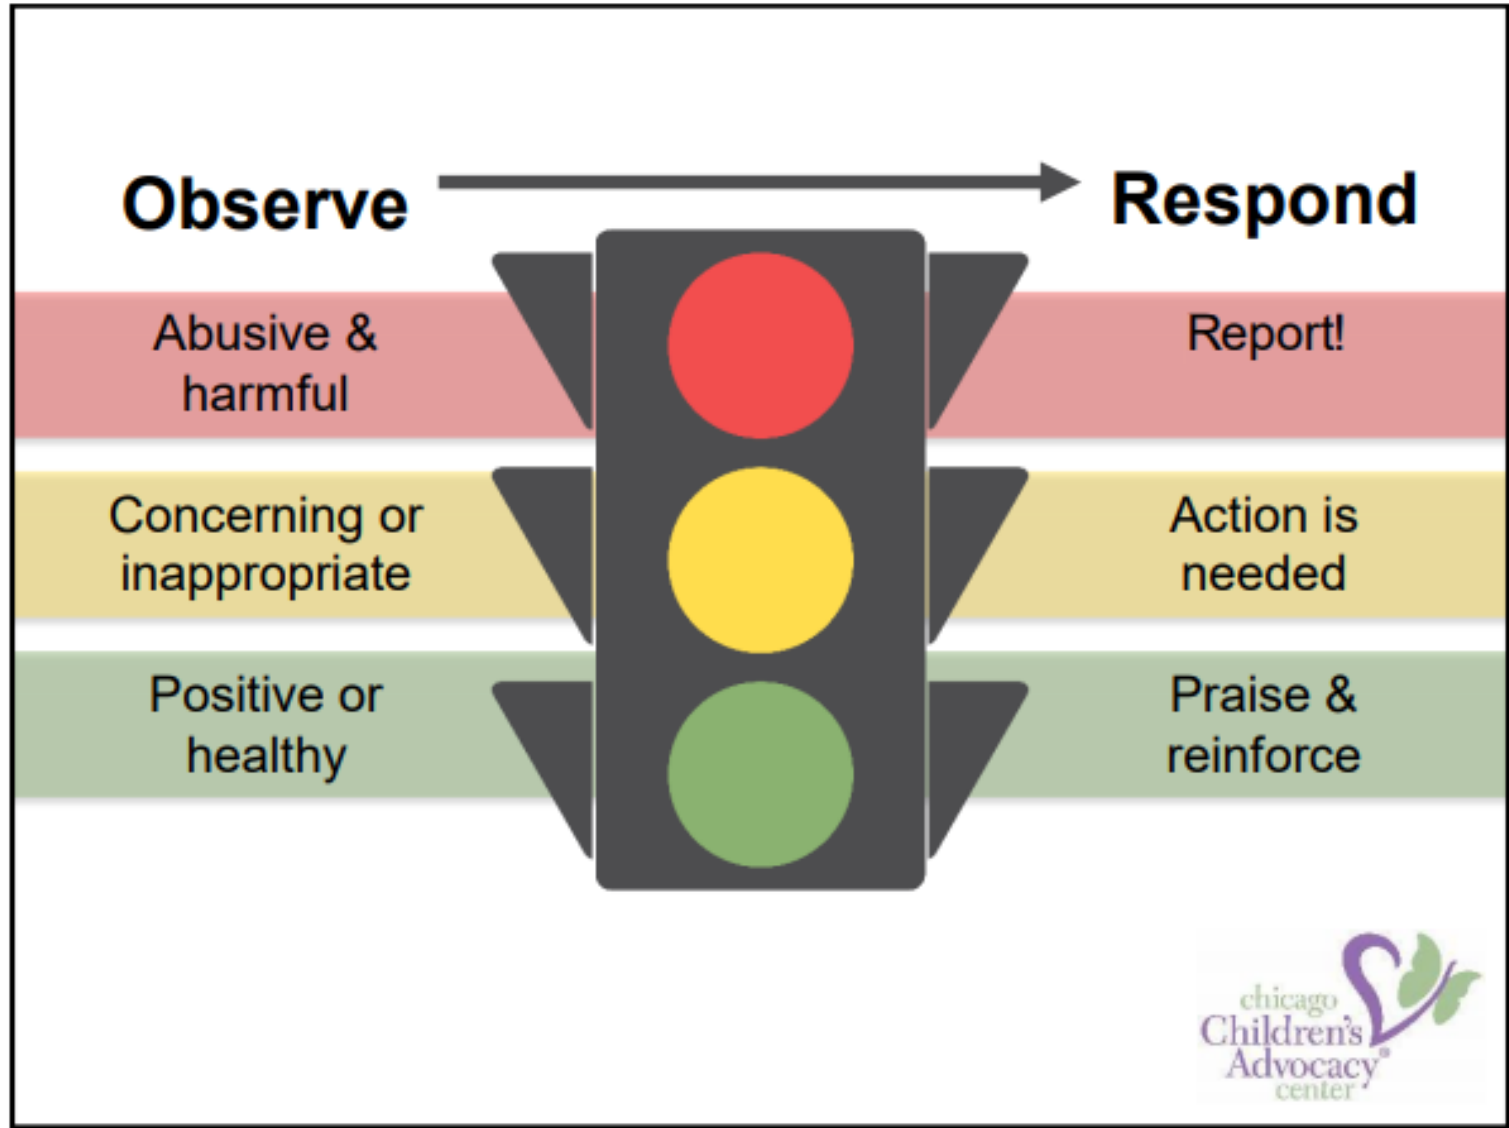 Observe
Respond
Abusive &
harmful
Report!
Concerning or
inappropriate
Action is
needed
Positive or
healthy
Praise &
reinforce
chicago
Children's
Advocacy®
center